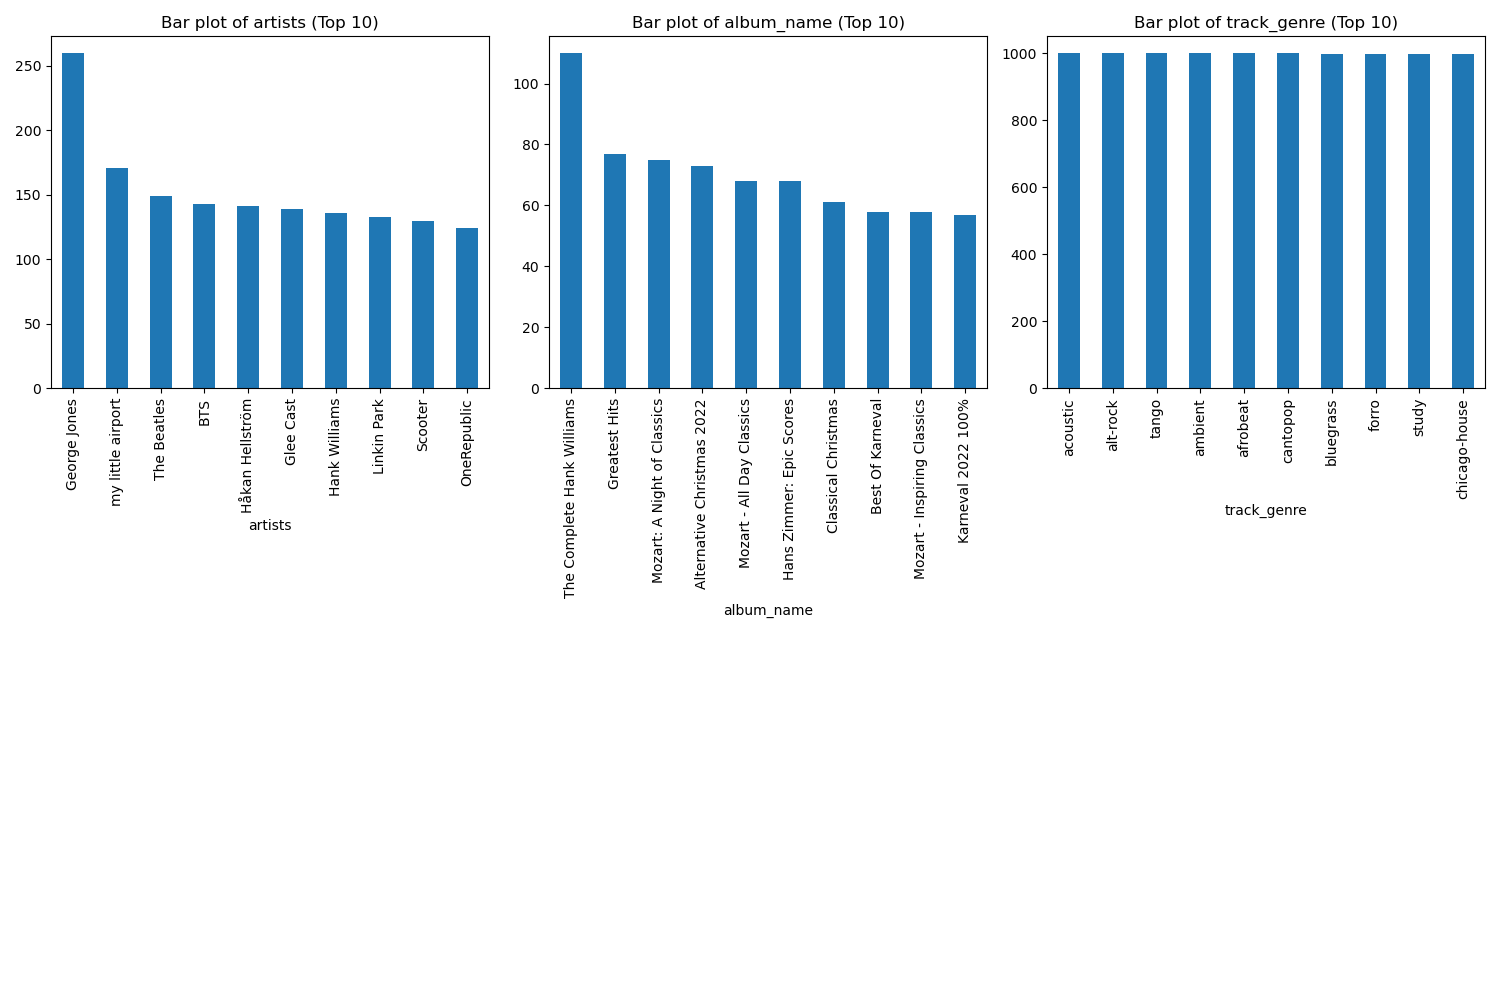 Bar plot of artists (Top 10)
250
200
150
100
50
0
George Jones
my little airport
The Beatles
BTS
Håkan Hellström
Glee Cast
Hank Williams
Linkin Park
Scooter
OneRepublic
artists
Bar plot of album_name (Top 10)
100
80
60
40
20
0
The Complete Hank Williams
Greatest Hits
Mozart: A Night of Classics
Alternative Christmas 2022
Mozart - All Day Classics
Hans Zimmer: Epic Scores
Classical Christmas
Best Of Karneval
Mozart - Inspiring Classics
Karneval 2022 100%
album_name
Bar plot of track_genre (Top 10)
1000
800
600
400
200
0
acoustic
alt-rock
tango
ambient
afrobeat
cantopop
bluegrass
forro
study
chicago-house
track_genre